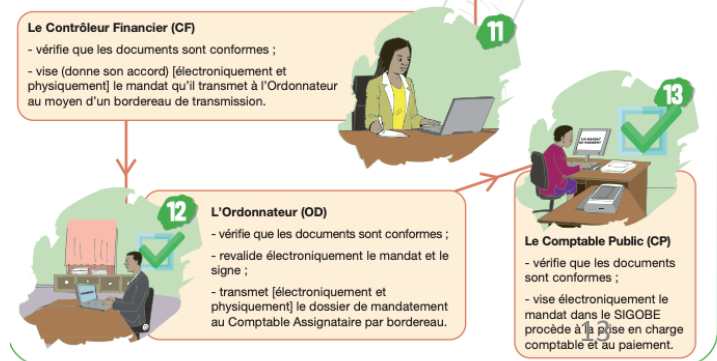 11
Le Contrôleur Financier (CF)
- vérifie que les documents sont conformes ;
- vise (donne son accord) [électroniquement et
physiquement] le mandat qu’il transmet à l’Ordonnateur
au moyen d’un bordereau de transmission.
12
L’Ordonnateur (OD)
- vérifie que les documents sont conformes ;
- revalide électroniquement le mandat et le
signe ;
- transmet [électroniquement et
physiquement] le dossier de mandatement
au Comptable Assignataire par bordereau.
13
Le Comptable Public (CP)
- vérifie que les documents
sont conformes ;
- vise électroniquement le
mandat dans le SIGOBE
procède à la prise en charge
comptable et au paiement.
13